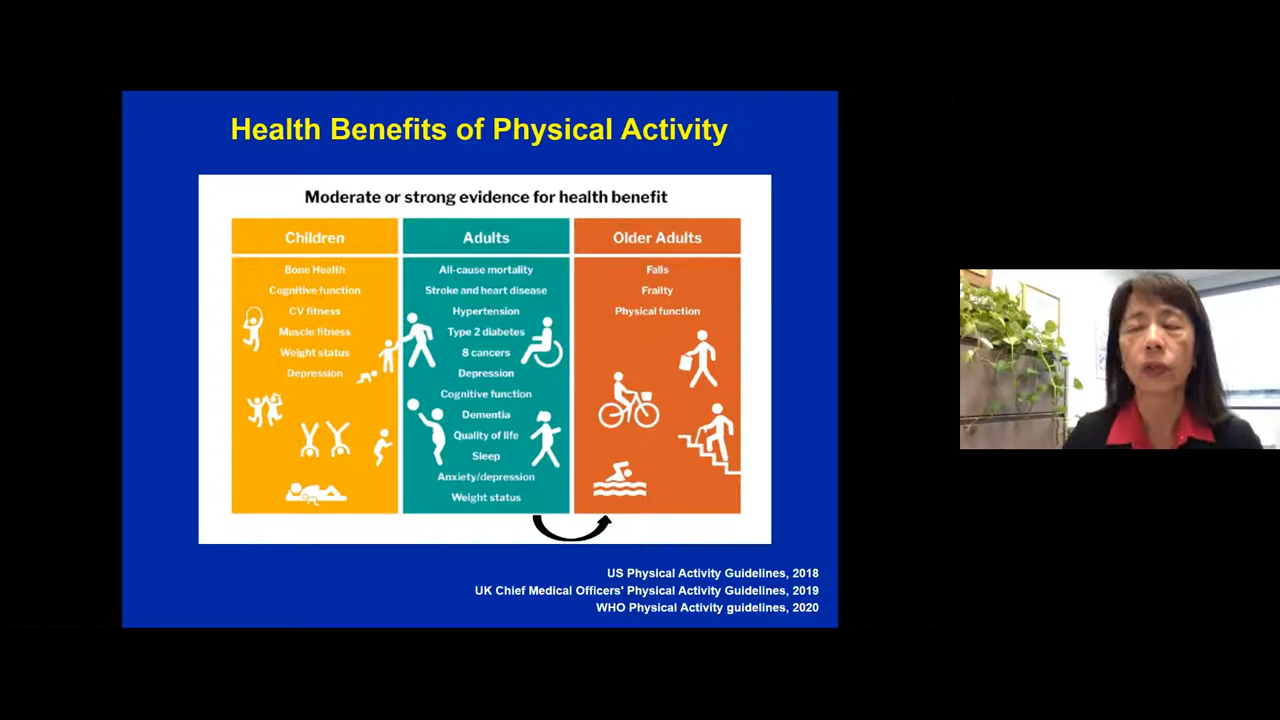 Health Benefits of Physical Activity
Moderate or strong evidence for health benefit
Children
Bone Health
Cognitive function
CV fitness
Muscle fitness
Weight status
Depression
Adults
All-cause mortality
Stroke and heart disease
Hypertension
Type 2 diabetes
8 cancers
Depression
Cognitive function
Dementia
Quality of life
Sleep
Anxiety/depression
Weight status
Older Adults
Falls
Frailty
Physical function
US Physical Activity Guidelines, 2018
UK Chief Medical Officers' Physical Activity Guidelines, 2019
WHO Physical Activity guidelines, 2020